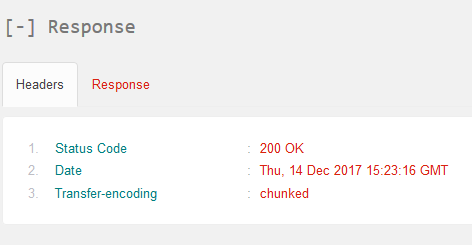 [-] Response
Headers Response
1. Status Code : 200 OK
2. Date : Thu, 14 Dec 2017 15:23:16 GMT
3. Transfer-encoding : chunked